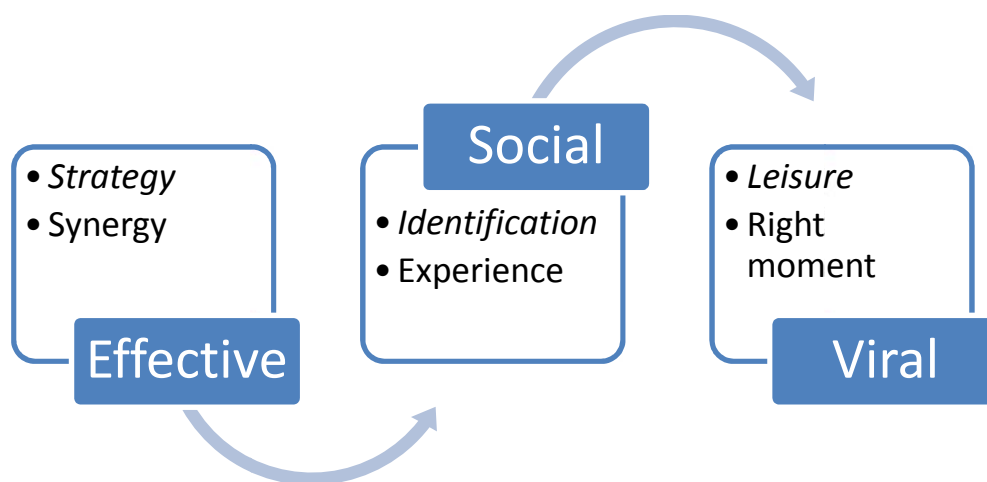 • Strategy
• Synergy
Effective
Social
• Identification
• Experience
• Leisure
• Right
moment
Viral